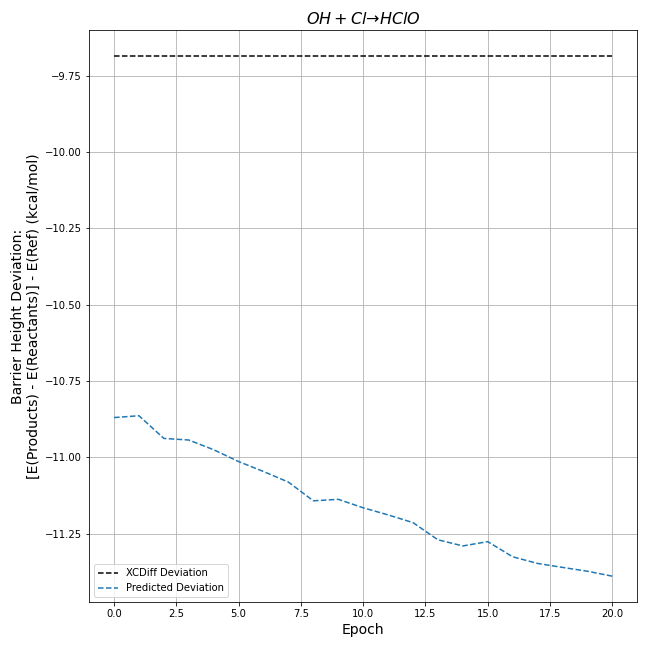 OH + Cl→HClO
Barrier Height Deviation:
[E(Products) - E(Reactants)] - E(Ref) (kcal/mol)
−9.75
−10.00
−10.25
−10.50
−10.75
−11.00
−11.25
XCDiff Deviation
Predicted Deviation
0.0 2.5 5.0 7.5 10.0 12.5 15.0 17.5 20.0
Epoch